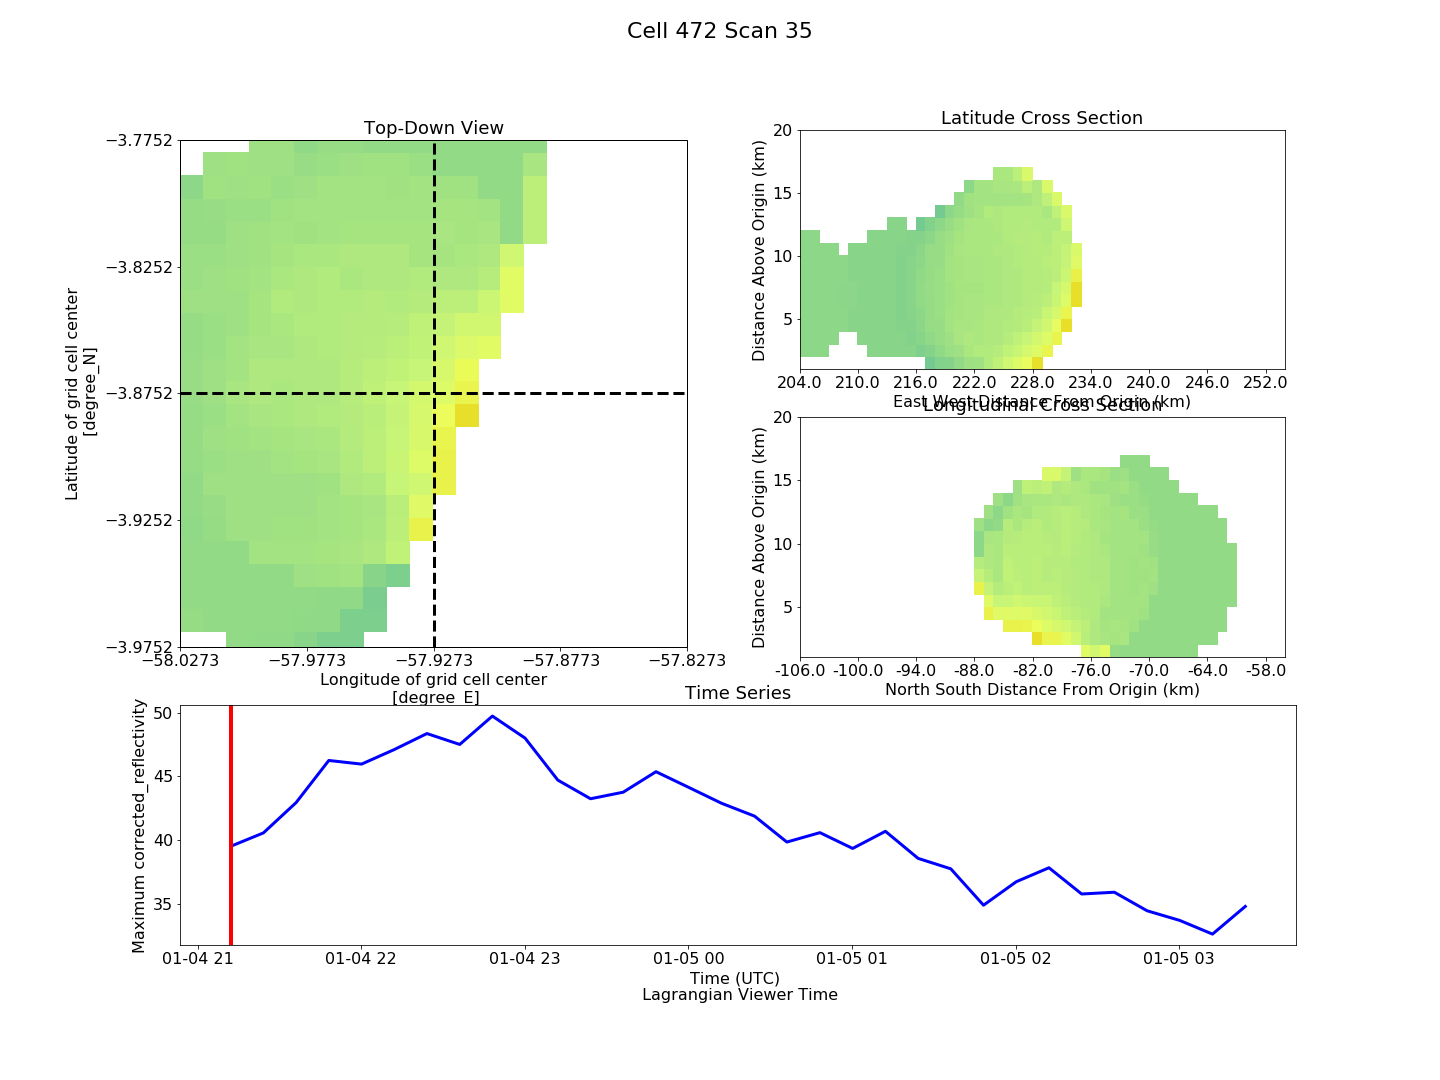 Cell 472 Scan 35
Top-Down View
−3.7752
−3.8252
−3.8752
−3.9252
−3.9752
Latitude of grid cell center
[degree_N]
−58.0273 −57.9773 −57.9273 −57.8773 −57.8273
Longitude of grid cell center
[degree_E]
Latitude Cross Section
20
15
10
5
Distance Above Origin (km)
204.0 210.0 216.0 222.0 228.0 234.0 240.0 246.0 252.0
East West Distance From Origin (km)
Longitudinal Cross Section
20
15
10
5
Distance Above Origin (km)
-106.0 -100.0 -94.0 -88.0 -82.0 -76.0 -70.0 -64.0 -58.0
North South Distance From Origin (km)
Time Series
50
45
40
35
Maximum corrected_reflectivity
01-04 21 01-04 22 01-04 23 01-05 00 01-05 01 01-05 02 01-05 03
Time (UTC)
Lagrangian Viewer Time